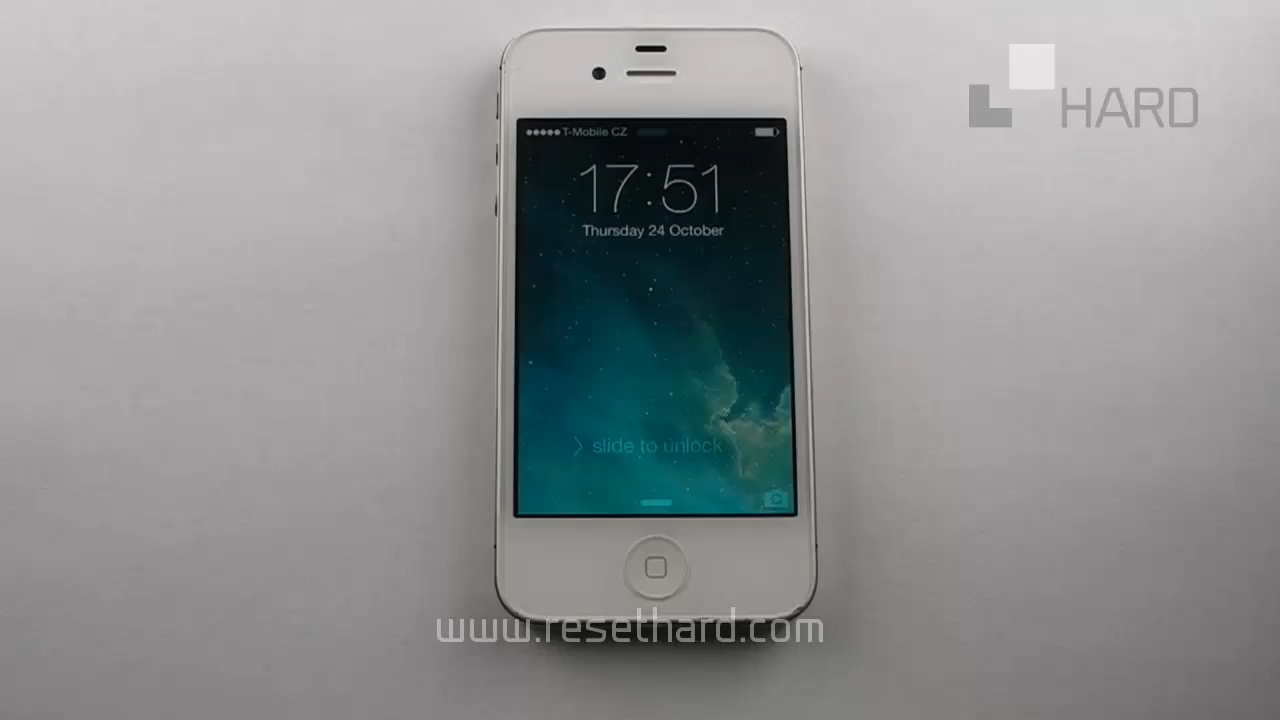 HARD
T-Mobile CZ
17:51
Thursday 24 October
slide to unlock
www.resethard.com